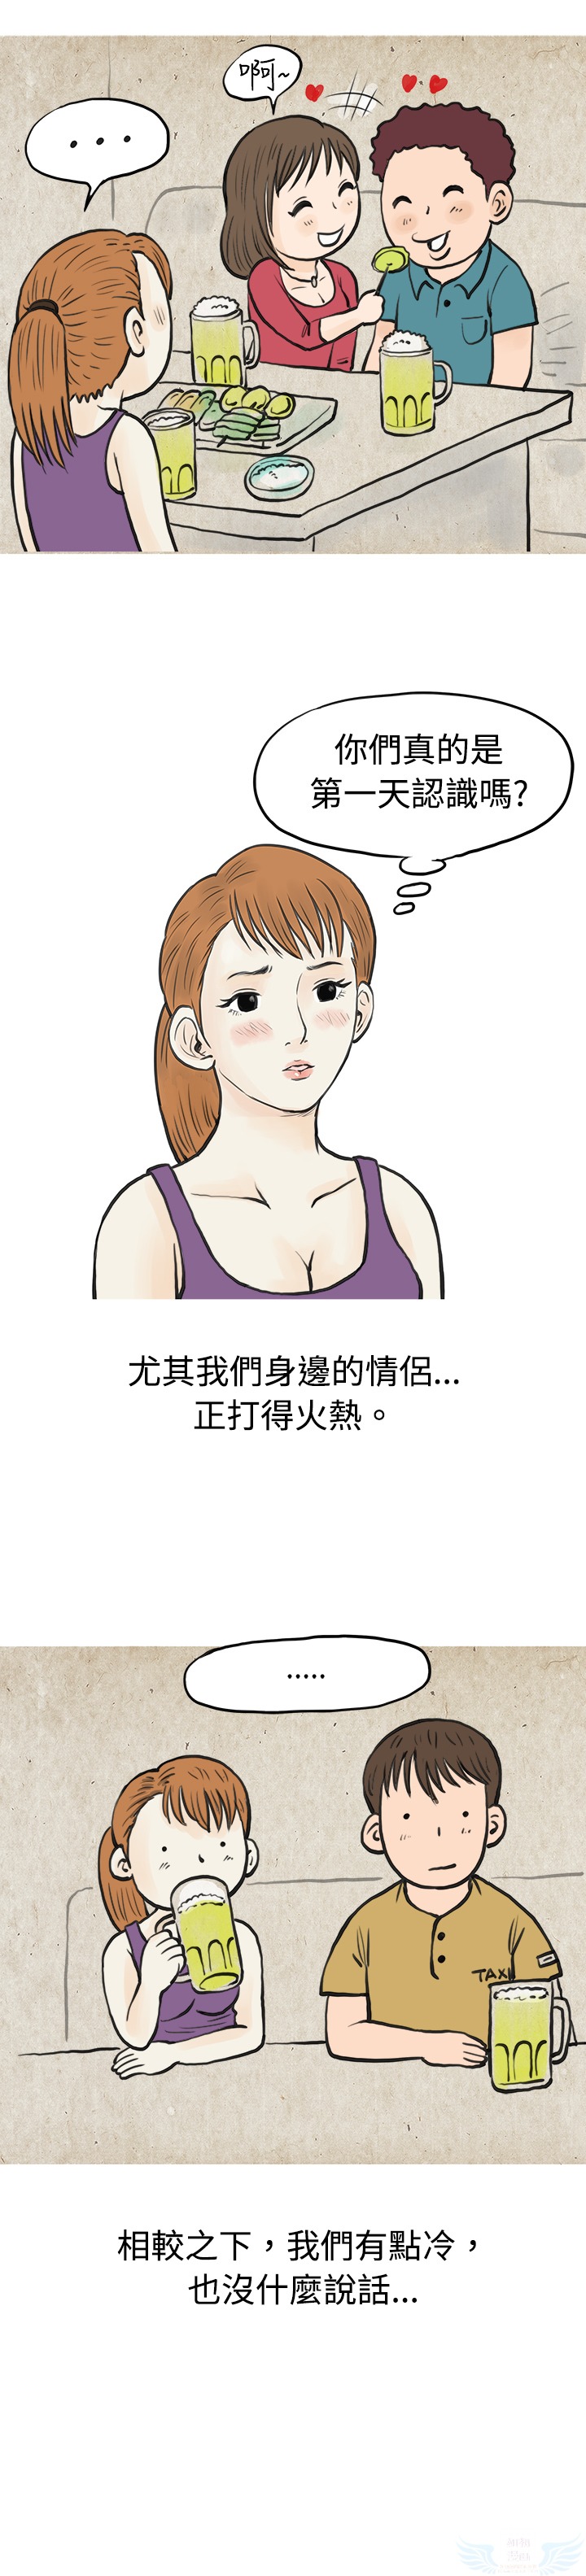 啊~
...
你們真的是
第一天認識嗎?
尤其我們身邊的情侶...
正打得火熱。
.....
TAXI
相較之下，我們有點冷，
也沒什麼說話...